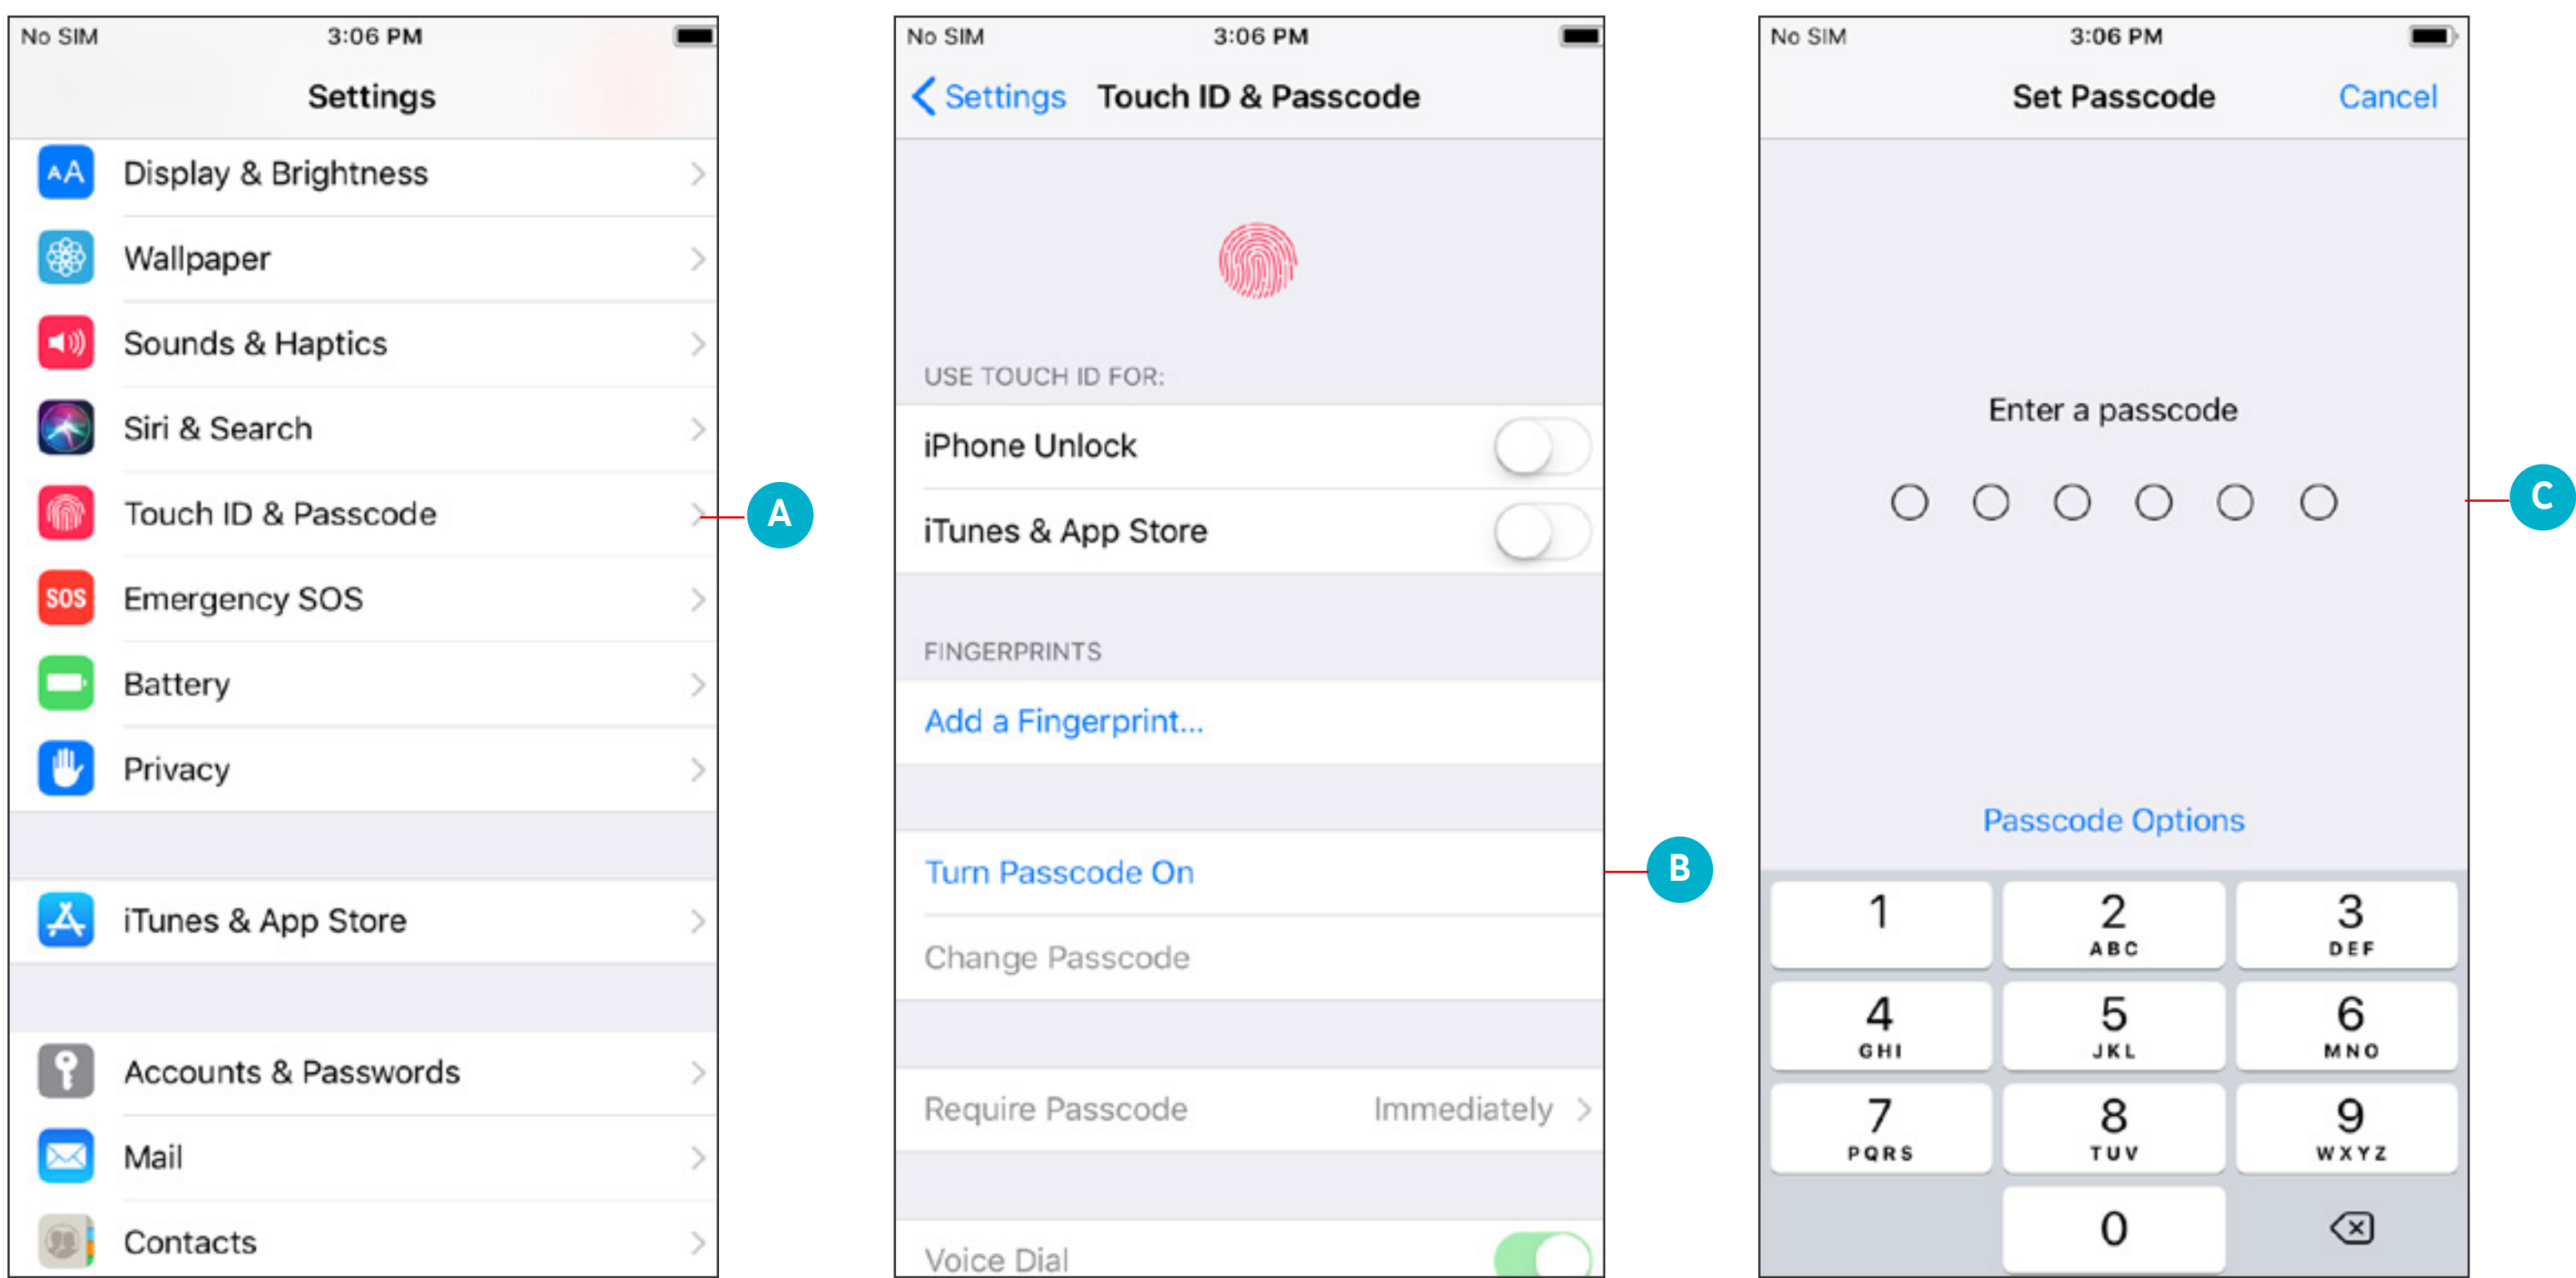 No SIM 3:06 PM
Settings
AA Display & Brightness
Wallpaper
Sounds & Haptics
Siri & Search
Touch ID & Passcode
A
SOS Emergency SOS
Battery
Privacy
iTunes & App Store
Accounts & Passwords
Mail
Contacts
No SIM 3:06 PM
Settings Touch ID & Passcode
USE TOUCH ID FOR:
iPhone Unlock
iTunes & App Store
FINGERPRINTS
Add a Fingerprint...
Turn Passcode On
B
Change Passcode
Require Passcode Immediately
Voice Dial
No SIM 3:06 PM
Set Passcode Cancel
Enter a passcode
C
Passcode Options
1 2 3
ABC DEF
4 5 6
GHI JKL MNO
7 8 9
PQRS TUV WXYZ
0